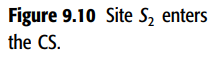 Figure 9.10 Site S₂ enters
the CS.